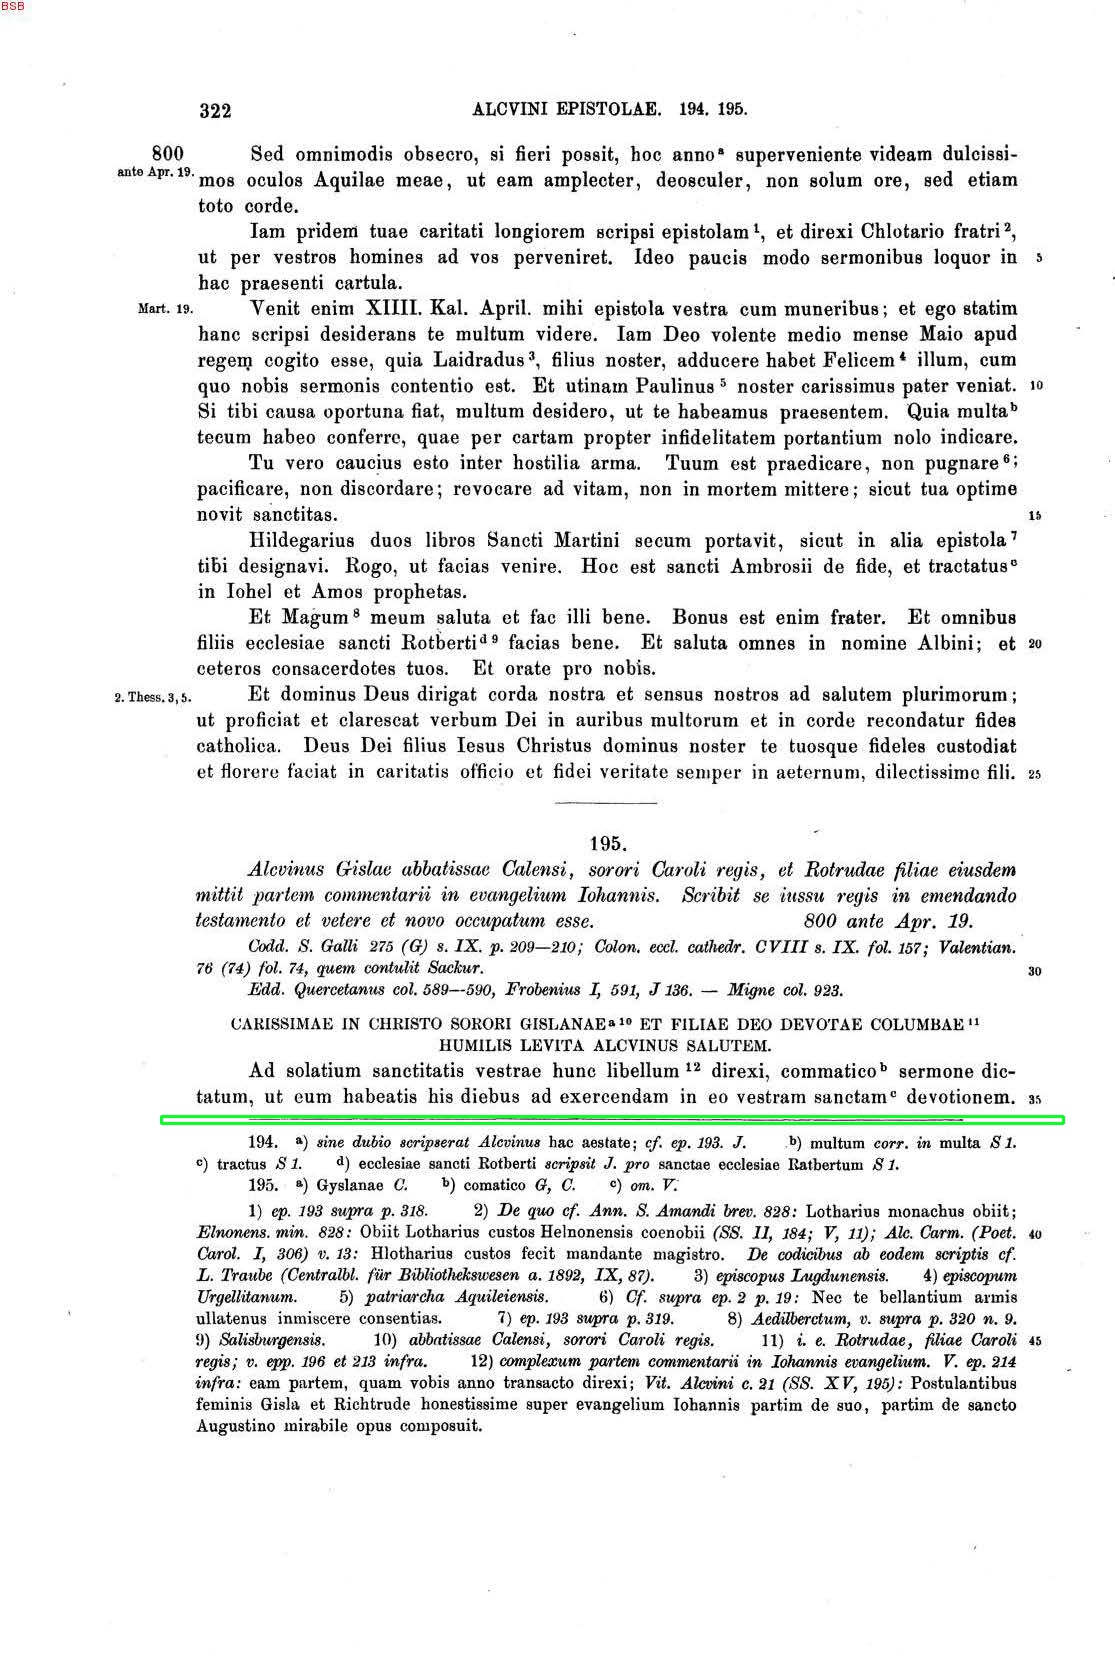 BSB
322 ALCVINI EPISTOLAE. 194. 195.
800 Sed omnimodis obsecro, si fieri possit, hoc anno a superveniente videam dulcissi-
ante Apr. 19. mos oculos Aquilae meae, ut eam amplecter, deosculer, non solum ore, sed etiam
toto corde.
Iam pridem tuae caritati longiorem scripsi epistolam 1, et direxi Chlotario fratri 2,
ut per vestros homines ad vos perveniret. Ideo paucis modo sermonibus loquor in 5
hac praesenti cartula.
Mart. 19. Venit enim XIIII. Kal. April. mihi epistola vestra cum muneribus; et ego statim
hanc scripsi desiderans te multum videre. Iam Deo volente medio mense Maio apud
regem cogito esse, quia Laidradus 3, filius noster, adducere habet Felicem 4 illum, cum
quo nobis sermonis contentio est. Et utinam Paulinus 5 noster carissimus pater veniat. 10
Si tibi causa oportuna fiat, multum desidero, ut te habeamus praesentem. Quia multa b
tecum habeo conferre, quae per cartam propter infidelitatem portantium nolo indicare.
Tu vero caucius esto inter hostilia arma. Tuum est praedicare, non pugnare 6;
pacificare, non discordare; revocare ad vitam, non in mortem mittere; sicut tua optime
novit sanctitas. 15
Hildegarius duos libros Sancti Martini secum portavit, sicut in alia epistola 7
tibi designavi. Rogo, ut facias venire. Hoc est sancti Ambrosii de fide, et tractatus c
in Iohel et Amos prophetas.
Et Magum 8 meum saluta et fac illi bene. Bonus est enim frater. Et omnibus
filiis ecclesiae sancti Rotberti d 9 facias bene. Et saluta omnes in nomine Albini; et 20
ceteros consacerdotes tuos. Et orate pro nobis.
2. Thess. 3, 5. Et dominus Deus dirigat corda nostra et sensus nostros ad salutem plurimorum;
ut proficiat et clarescat verbum Dei in auribus multorum et in corde recondatur fides
catholica. Deus Dei filius Iesus Christus dominus noster te tuosque fideles custodiat
et florere faciat in caritatis officio et fidei veritate semper in aeternum, dilectissime fili. 25
195.
Alcvinus Gislae abbatissae Calensi, sorori Caroli regis, et Rotrudae filiae eiusdem
mittit partem commentarii in evangelium Iohannis. Scribit se iussu regis in emendando
testamento et vetere et novo occupatum esse. 800 ante Apr. 19.
Codd. S. Galli 275 (G) s. IX. p. 209—210; Colon. eccl. cathedr. CVIII s. IX. fol. 157; Valentian.
76 (74) fol. 74, quem contulit Sackur. 30
Edd. Quercetanus col. 589—590, Frobenius I, 591, J 136. — Migne col. 923.
CARISSIMAE IN CHRISTO SORORI GISLANAE a 10 ET FILIAE DEO DEVOTAE COLUMBAE 11
HUMILIS LEVITA ALCVINUS SALUTEM.
Ad solatium sanctitatis vestrae hunc libellum 12 direxi, commatico b sermone dic-
tatum, ut eum habeatis his diebus ad exercendam in eo vestram sanctam c devotionem. 35
194. a) sine dubio scripserat Alcvinus hac aestate; cf. ep. 193. J. b) multum corr. in multa S 1.
c) tractus S 1. d) ecclesiae sancti Rotberti scripsit J. pro sanctae ecclesiae Ratbertum S 1.
195. a) Gyslanae C. b) comatico G, C. c) om. V.
1) ep. 193 supra p. 318. 2) De quo cf. Ann. S. Amandi brev. 828: Lotharius monachus obiit;
Elnonens. min. 828: Obiit Lotharius custos Helnonensis coenobii (SS. II, 184; V, 11); Alc. Carm. (Poet. 40
Carol. I, 306) v. 13: Hlotharius custos fecit mandante magistro. De codicibus ab eodem scriptis cf.
L. Traube (Centralbl. für Bibliothekswesen a. 1892, IX, 87). 3) episcopus Lugdunensis. 4) episcopum
Urgellitanum. 5) patriarcha Aquileiensis. 6) Cf. supra ep. 2 p. 19: Nec te bellantium armis
ullatenus inmiscere consentias. 7) ep. 193 supra p. 319. 8) Aedilberctum, v. supra p. 320 n. 9.
9) Salisburgensis. 10) abbatissae Calensi, sorori Caroli regis. 11) i. e. Rotrudae, filiae Caroli 45
regis; v. epp. 196 et 213 infra. 12) complexum partem commentarii in Iohannis evangelium. V. ep. 214
infra: eam partem, quam vobis anno transacto direxi; Vit. Alcvini c. 21 (SS. XV, 195): Postulantibus
feminis Gisla et Richtrude honestissime super evangelium Iohannis partim de suo, partim de sancto
Augustino mirabile opus composuit.